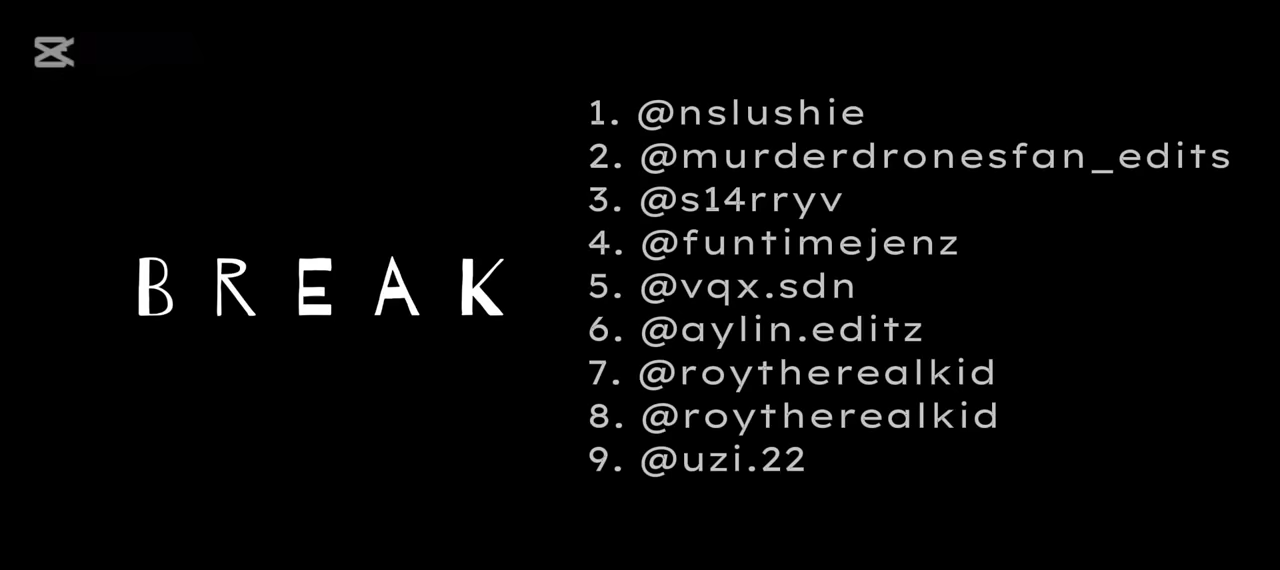 B R E A K
1. @nslushie
2. @murderdronesfan_edits
3. @s14rryv
4. @funtimejenz
5. @vqx.sdn
6. @aylin.editz
7. @roytherealkid
8. @roytherealkid
9. @uzi.22